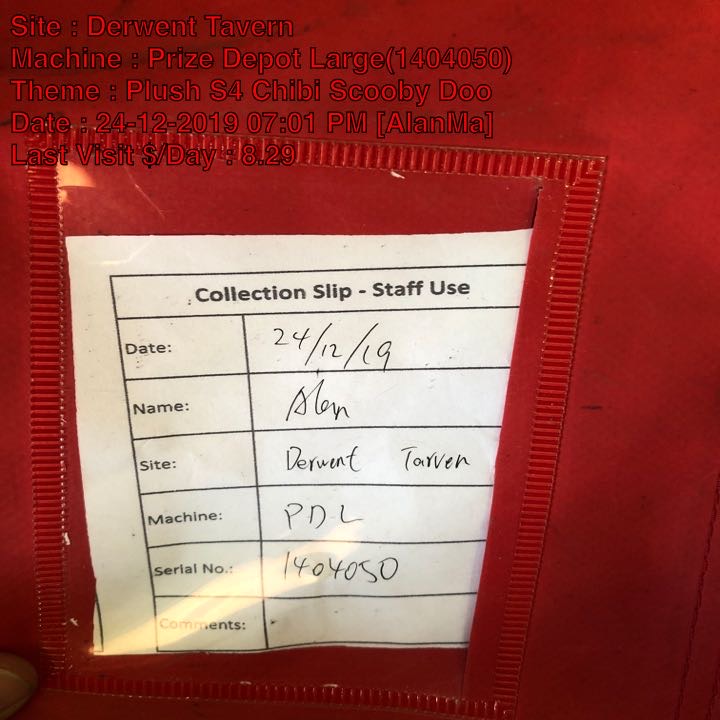 Site : Derwent Tavern
Machine : Prize Depot Large(1404050)
Theme : Plush S4 Chibi Scooby Doo
Date : 24-12-2019 07:01 PM [AlanMa]
Last Visit $/Day : 8.29
Collection Slip - Staff Use
Date: 24/12/19
Name: Alan
Site: Derwent Tarven
Machine: PDL
Serial No.: 1404050
Comments: